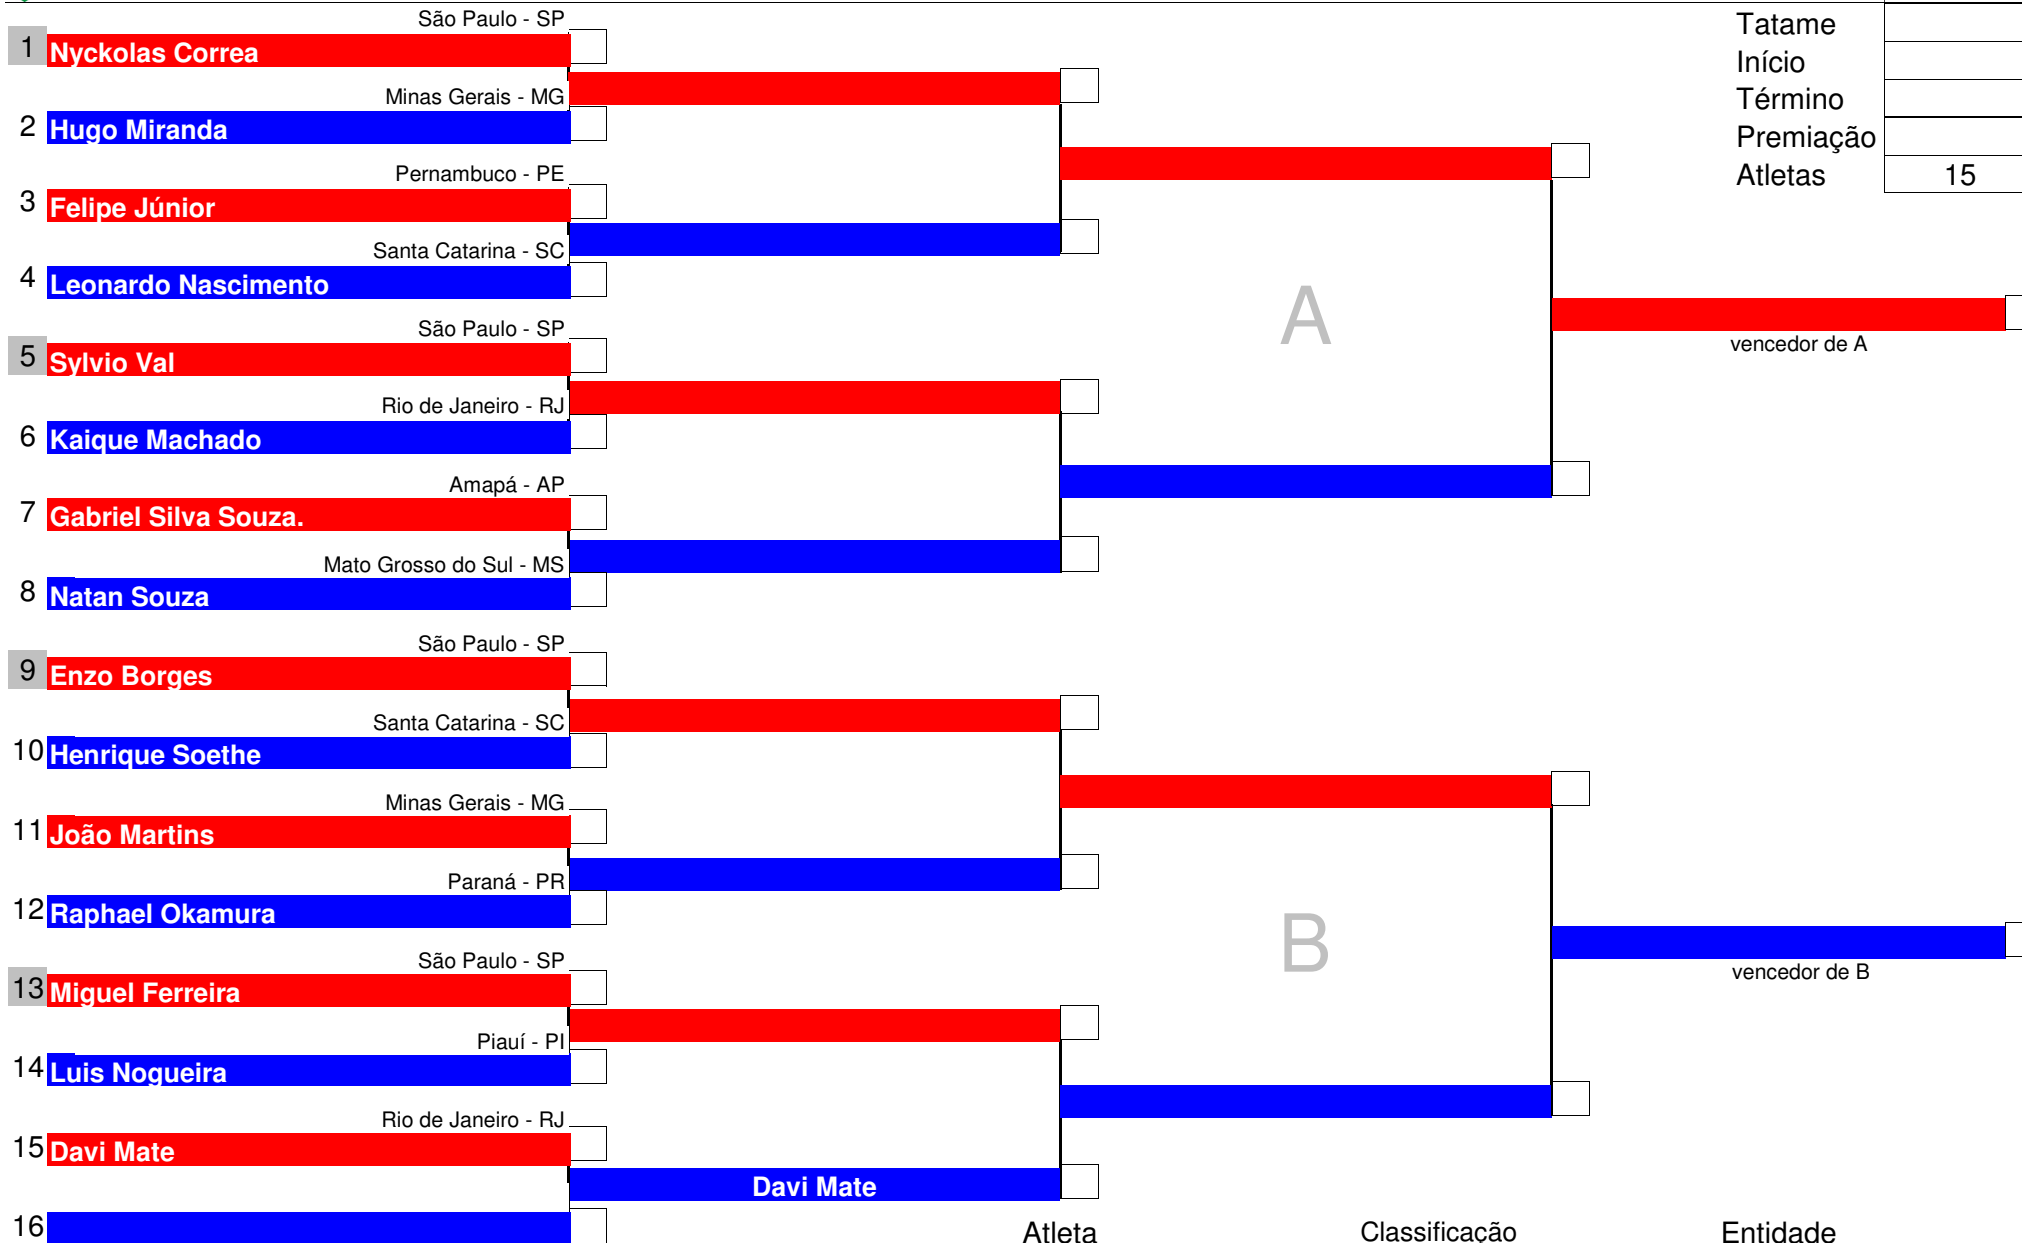 São Paulo - SP
1 Nyckolas Correa
Minas Gerais - MG
2 Hugo Miranda
Pernambuco - PE
3 Felipe Júnior
Santa Catarina - SC
4 Leonardo Nascimento
São Paulo - SP
5 Sylvio Val
Rio de Janeiro - RJ
6 Kaique Machado
Amapá - AP
7 Gabriel Silva Souza.
Mato Grosso do Sul - MS
8 Natan Souza
São Paulo - SP
9 Enzo Borges
Santa Catarina - SC
10 Henrique Soethe
Minas Gerais - MG
11 João Martins
Paraná - PR
12 Raphael Okamura
São Paulo - SP
13 Miguel Ferreira
Piauí - PI
14 Luis Nogueira
Rio de Janeiro - RJ
15 Davi Mate
16
Davi Mate
A
B
vencedor de A
vencedor de B
Tatame
Início
Término
Premiação
Atletas 15
Atleta Classificação Entidade